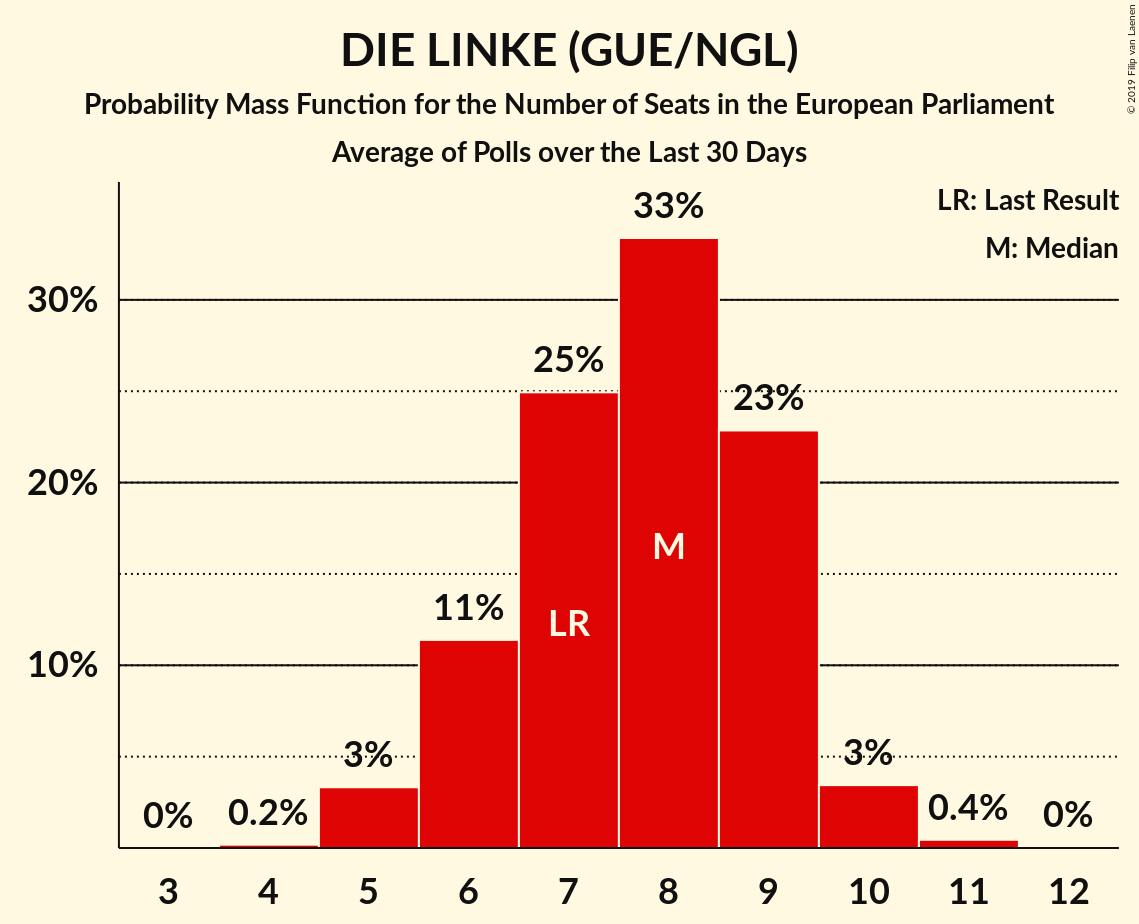 DIE LINKE (GUE/NGL)
Probability Mass Function for the Number of Seats in the European Parliament
Average of Polls over the Last 30 Days
© 2019 Filip van Laenen
LR: Last Result
M: Median
30%
20%
10%
0%
0.2%
3%
11%
25%
33%
23%
3%
0.4%
0%
LR
M
3 4 5 6 7 8 9 10 11 12